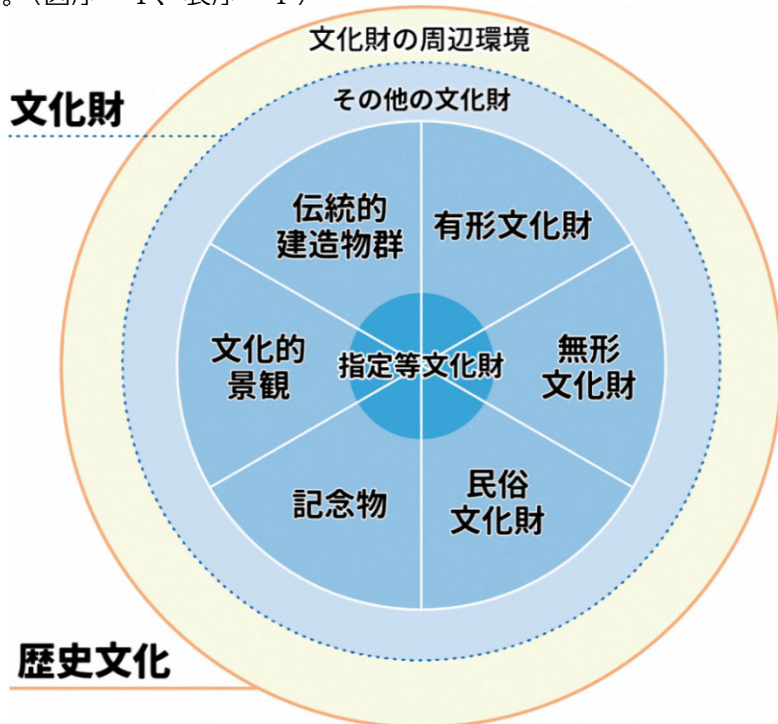 文化財の周辺環境
文化財
その他の文化財
伝統的
建造物群
有形文化財
文化的
景観
指定等文化財
無形
文化財
記念物
民俗
文化財
歴史文化